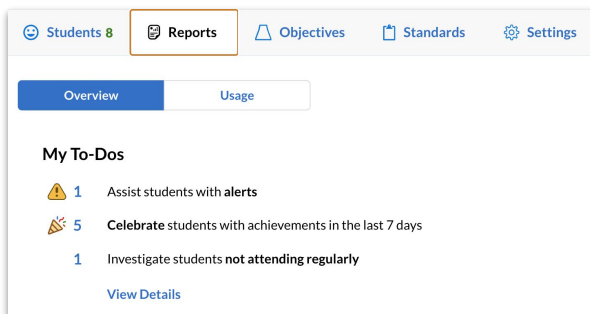 Students 8 Reports Objectives Standards Settings
Overview Usage
My To-Dos
1 Assist students with alerts
5 Celebrate students with achievements in the last 7 days
1 Investigate students not attending regularly
View Details